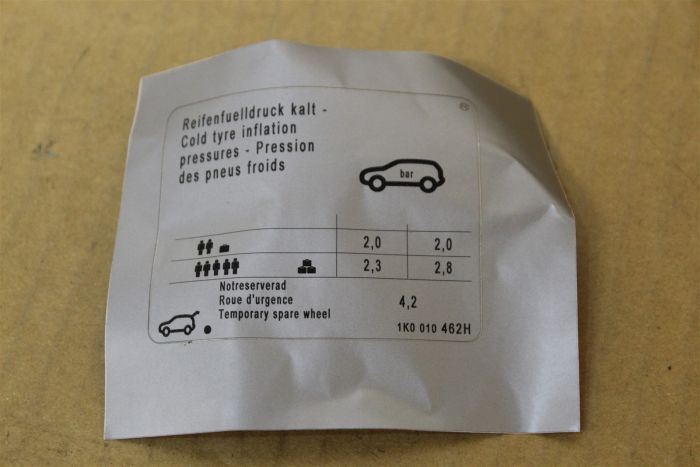 Reifenfuelldruck kalt -
Cold tyre inflation
pressures - Pression
des pneus froids
bar
2,0 2,0
2,3 2,8
Notreserverad
Roue d'urgence
Temporary spare wheel
4,2
1K0 010 462H